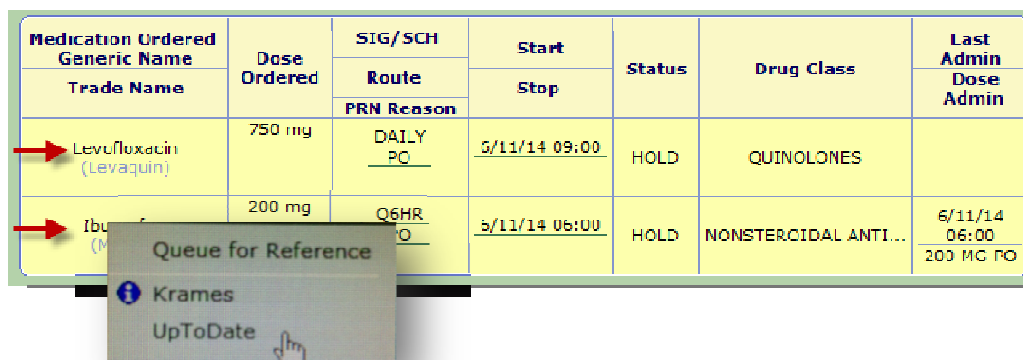 Medication Ordered
Generic Name
Trade Name
Dose
Ordered
SIG/SCH
Route
PRN Reason
Start
Stop
Status
Drug Class
Last
Admin
Dose
Admin
Levofloxacin
(Levaquin)
750 mg
DAILY
PO
6/11/14 09:00
HOLD
QUINOLONES
200 mg
Q6HR
6/11/14 06:00
HOLD
NONSTEROIDAL ANTI...
6/11/14
06:00
200 MG PO
Queue for Reference
Krames
UpToDate